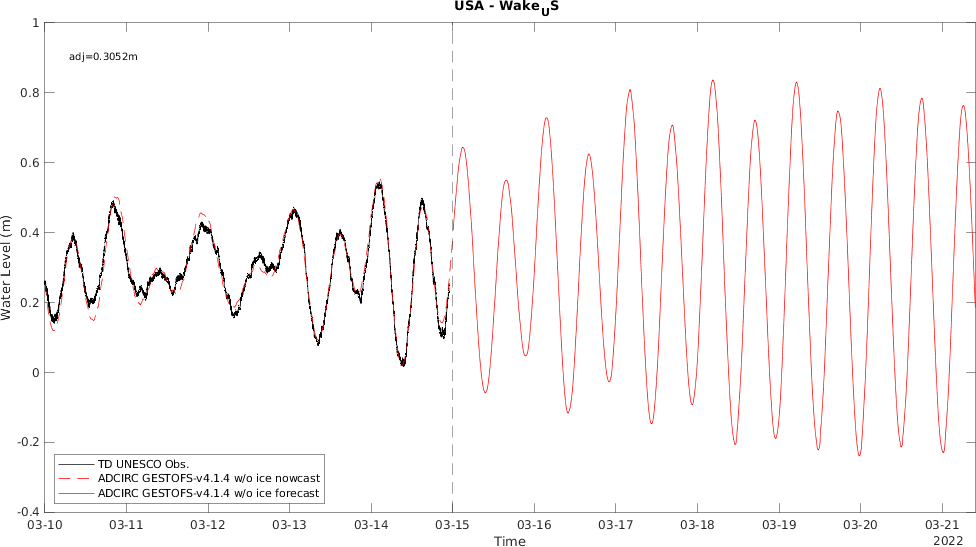 USA - WakeUS
adj=0.3052m
1
0.8
0.6
0.4
0.2
0
-0.2
-0.4
Water Level (m)
TD UNESCO Obs.
ADCIRC GESTOFS-v4.1.4 w/o ice nowcast
ADCIRC GESTOFS-v4.1.4 w/o ice forecast
03-10 03-11 03-12 03-13 03-14 03-15 03-16 03-17 03-18 03-19 03-20 03-21
Time
2022